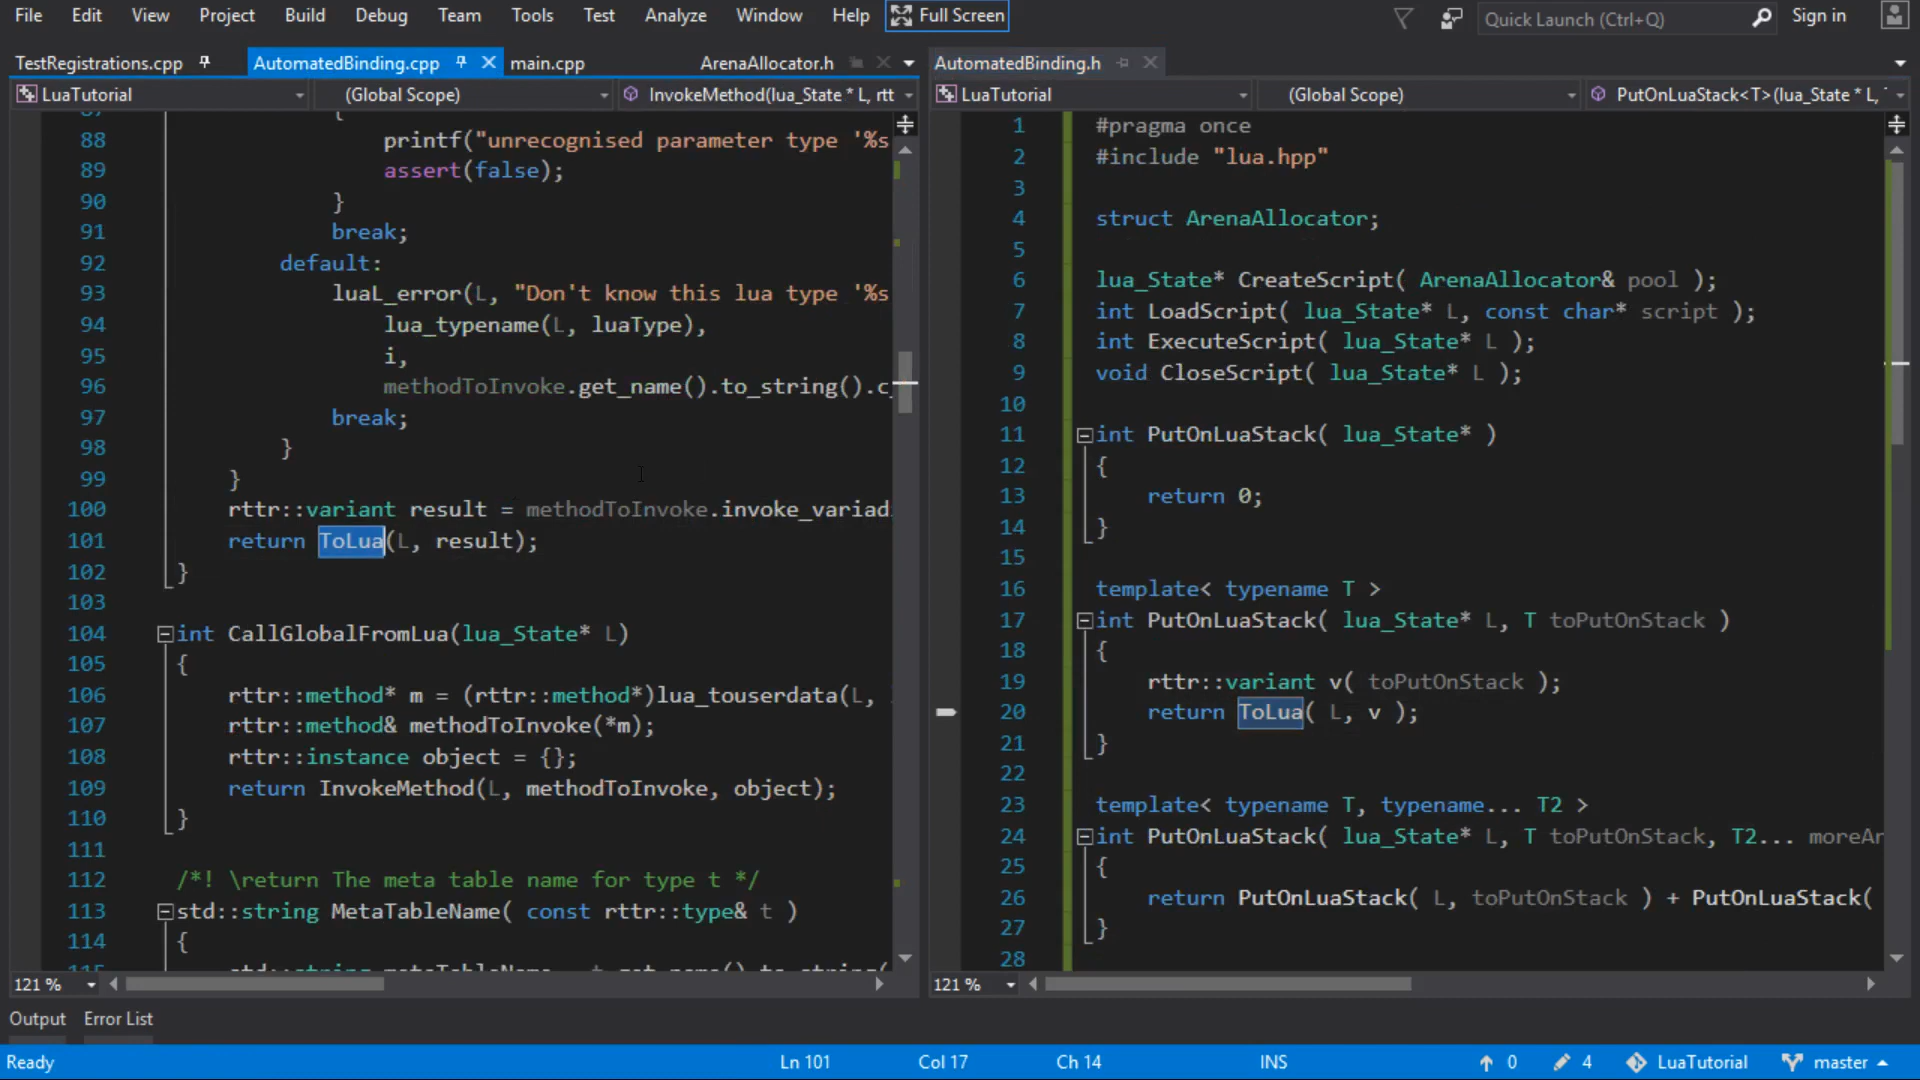 File Edit View Project Build Debug Team Tools Test Analyze Window Help Full Screen Quick Launch (Ctrl+Q) Sign in
TestRegistrations.cpp AutomatedBinding.cpp main.cpp ArenaAllocator.h AutomatedBinding.h
LuaTutorial (Global Scope) InvokeMethod(lua_State * L, rtt LuaTutorial (Global Scope) PutOnLuaStack<T>(lua_State * L,
87 {
88 printf("unrecognised parameter type '%s
89 assert(false);
90 }
91 break;
92 default:
93 luaL_error(L, "Don't know this lua type '%s
94 lua_typename(L, luaType),
95 i,
96 methodToInvoke.get_name().to_string().c_
97 break;
98 }
99 }
100 rttr::variant result = methodToInvoke.invoke_variad
101 return ToLua(L, result);
102 }
103
104 int CallGlobalFromLua(lua_State* L)
105 {
106 rttr::method* m = (rttr::method*)lua_touserdata(L,
107 rttr::method& methodToInvoke(*m);
108 rttr::instance object = {};
109 return InvokeMethod(L, methodToInvoke, object);
110 }
111
112 /*! \return The meta table name for type t */
113 std::string MetaTableName( const rttr::type& t )
114 {
115 std::string metaTableName = t.get_name().to_string(
1 #pragma once
2 #include "lua.hpp"
3
4 struct ArenaAllocator;
5
6 lua_State* CreateScript( ArenaAllocator& pool );
7 int LoadScript( lua_State* L, const char* script );
8 int ExecuteScript( lua_State* L );
9 void CloseScript( lua_State* L );
10
11 int PutOnLuaStack( lua_State* )
12 {
13 return 0;
14 }
15
16 template< typename T >
17 int PutOnLuaStack( lua_State* L, T toPutOnStack )
18 {
19 rttr::variant v( toPutOnStack );
20 return ToLua( L, v );
21 }
22
23 template< typename T, typename... T2 >
24 int PutOnLuaStack( lua_State* L, T toPutOnStack, T2... moreAr
25 {
26 return PutOnLuaStack( L, toPutOnStack ) + PutOnLuaStack(
27 }
28
121 % 121 %
Output Error List
Ready Ln 101 Col 17 Ch 14 INS 0 4 LuaTutorial master